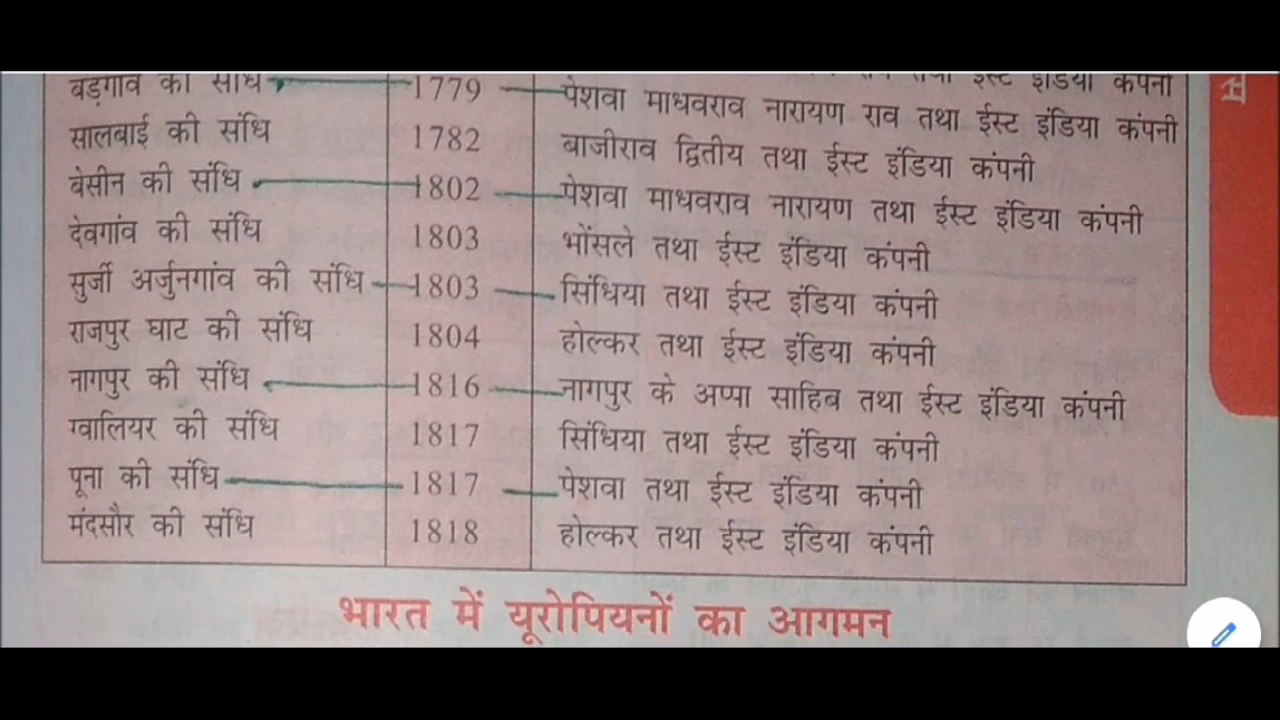 तथा ईस्ट इंडिया कंपनी
बड़गांव की संधि 1779 पेशवा माधवराव नारायण राव तथा ईस्ट इंडिया कंपनी
सालबाई की संधि 1782 बाजीराव द्वितीय तथा ईस्ट इंडिया कंपनी
बेसीन की संधि 1802 पेशवा माधवराव नारायण तथा ईस्ट इंडिया कंपनी
देवगांव की संधि 1803 भोंसले तथा ईस्ट इंडिया कंपनी
सुर्जी अर्जुनगांव की संधि 1803 सिंधिया तथा ईस्ट इंडिया कंपनी
राजपुर घाट की संधि 1804 होल्कर तथा ईस्ट इंडिया कंपनी
नागपुर की संधि 1816 नागपुर के अप्पा साहिब तथा ईस्ट इंडिया कंपनी
ग्वालियर की संधि 1817 सिंधिया तथा ईस्ट इंडिया कंपनी
पूना की संधि 1817 पेशवा तथा ईस्ट इंडिया कंपनी
मंदसौर की संधि 1818 होल्कर तथा ईस्ट इंडिया कंपनी
भारत में यूरोपियनों का आगमन